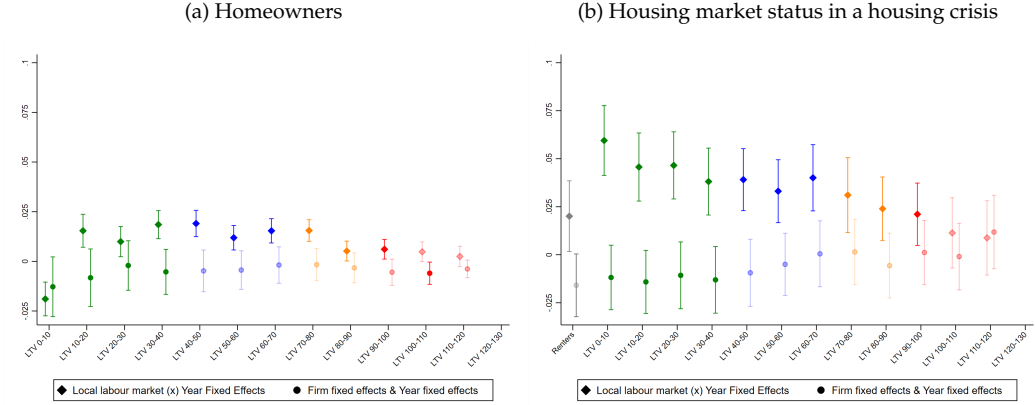 (a) Homeowners
(b) Housing market status in a housing crisis
.1
.075
.05
.025
0
-.025
LTV 0-10
LTV 10-20
LTV 20-30
LTV 30-40
LTV 40-50
LTV 50-60
LTV 60-70
LTV 70-80
LTV 80-90
LTV 90-100
LTV 100-110
LTV 110-120
LTV 120-130
Local labour market (x) Year Fixed Effects
Firm fixed effects & Year fixed effects
.1
.075
.05
.025
0
-.025
Renters
LTV 0-10
LTV 10-20
LTV 20-30
LTV 30-40
LTV 40-50
LTV 50-60
LTV 60-70
LTV 70-80
LTV 80-90
LTV 90-100
LTV 100-110
LTV 110-120
LTV 120-130
Local labour market (x) Year Fixed Effects
Firm fixed effects & Year fixed effects